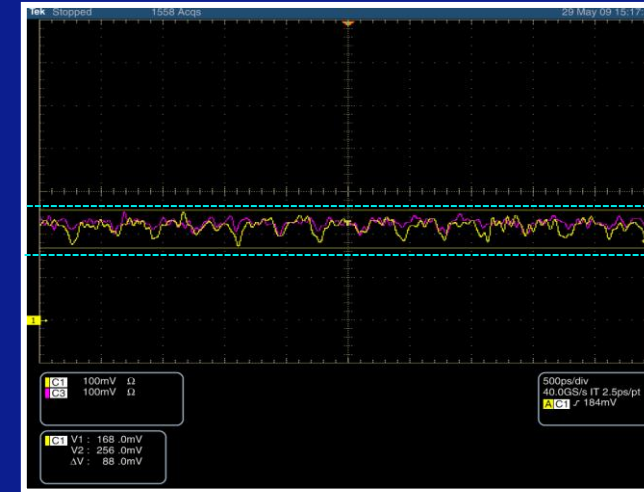 Tek Stopped 1558 Acqs 29 May 09 15:17:
1
C1 100mV Ω
C3 100mV Ω
500ps/div
40.0GS/s IT 2.5ps/pt
A C1 184mV
C1 V1 : 168.0mV
V2 : 256.0mV
ΔV : 88.0mV